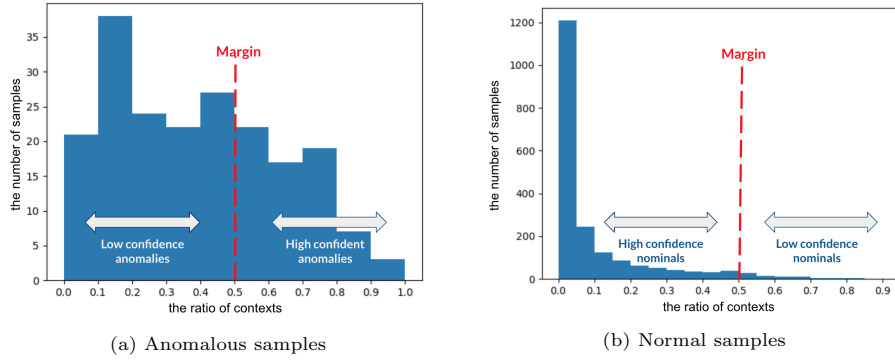 Margin
the number of samples
35
30
25
20
15
10
5
0
Low confidence
anomalies
High confident
anomalies
0.0 0.1 0.2 0.3 0.4 0.5 0.6 0.7 0.8 0.9 1.0
the ratio of contexts
(a) Anomalous samples
Margin
the number of samples
1200
1000
800
600
400
200
0
High confidence
nominals
Low confidence
nominals
0.0 0.1 0.2 0.3 0.4 0.5 0.6 0.7 0.8 0.9
the ratio of contexts
(b) Normal samples